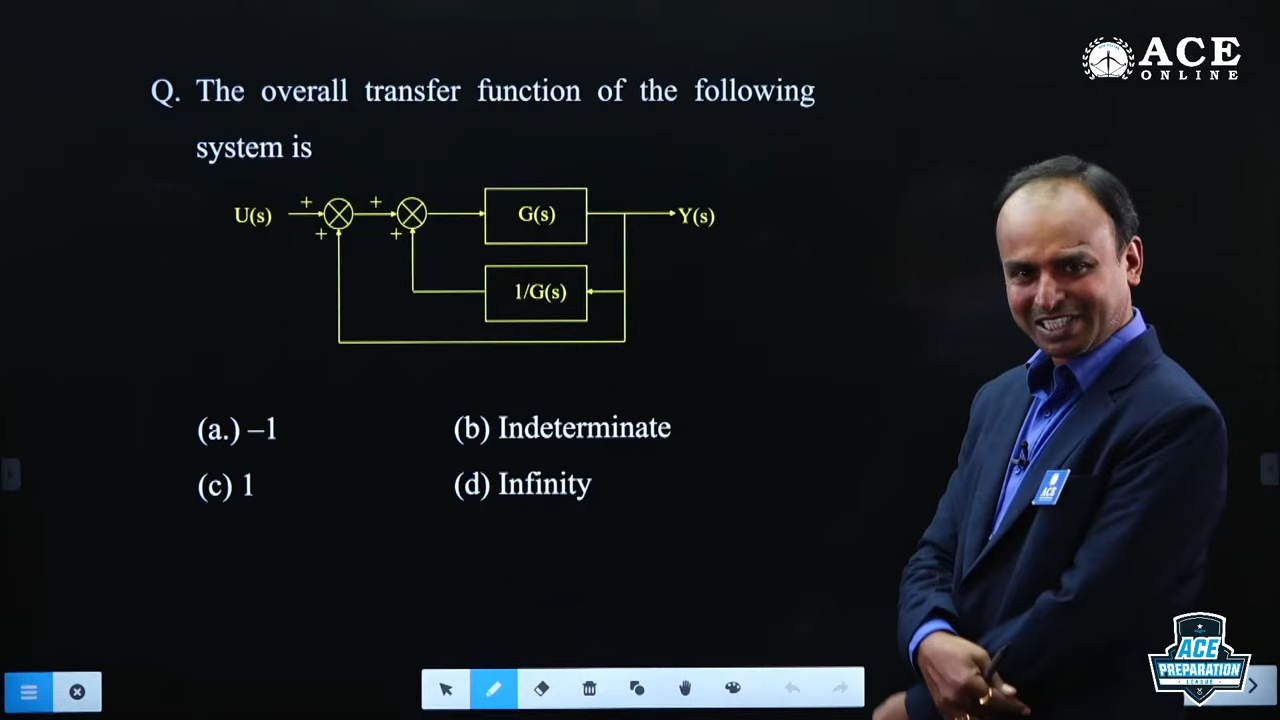 ACE
ONLINE
Q. The overall transfer function of the following
system is
U(s) + + G(s) Y(s)
+ +
1/G(s)
(a.) –1 (b) Indeterminate
(c) 1 (d) Infinity
ACE
ACE
PREPARATION
LEAGUE